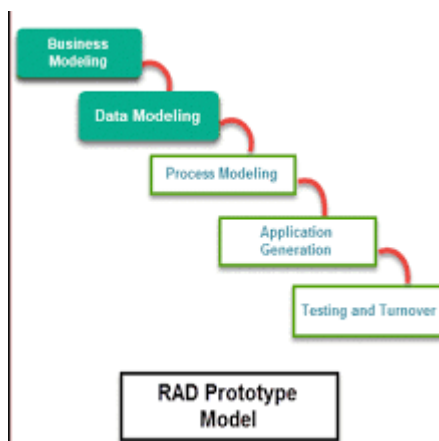 Business
Modeling
Data Modeling
Process Modeling
Application
Generation
Testing and Turnover
RAD Prototype
Model